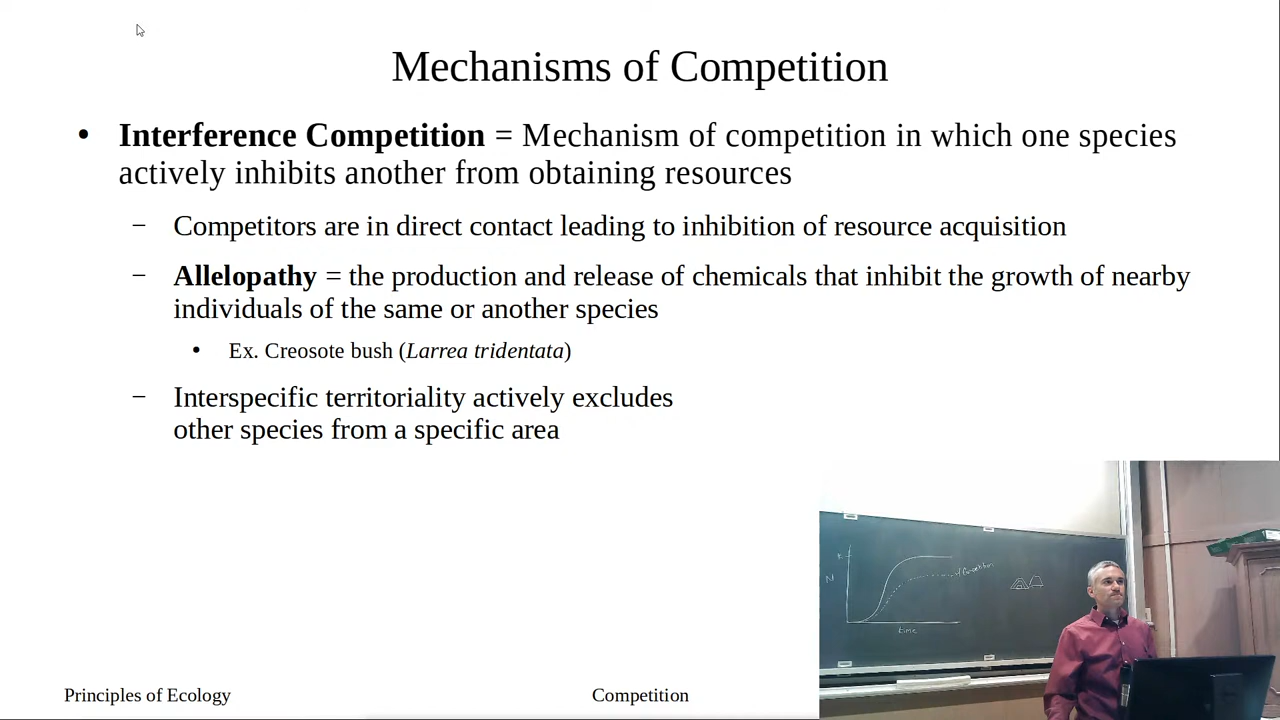 Mechanisms of Competition
• Interference Competition = Mechanism of competition in which one species
actively inhibits another from obtaining resources
– Competitors are in direct contact leading to inhibition of resource acquisition
– Allelopathy = the production and release of chemicals that inhibit the growth of nearby
individuals of the same or another species
• Ex. Creosote bush (Larrea tridentata)
– Interspecific territoriality actively excludes
other species from a specific area
K
N
competition
time
Principles of Ecology
Competition